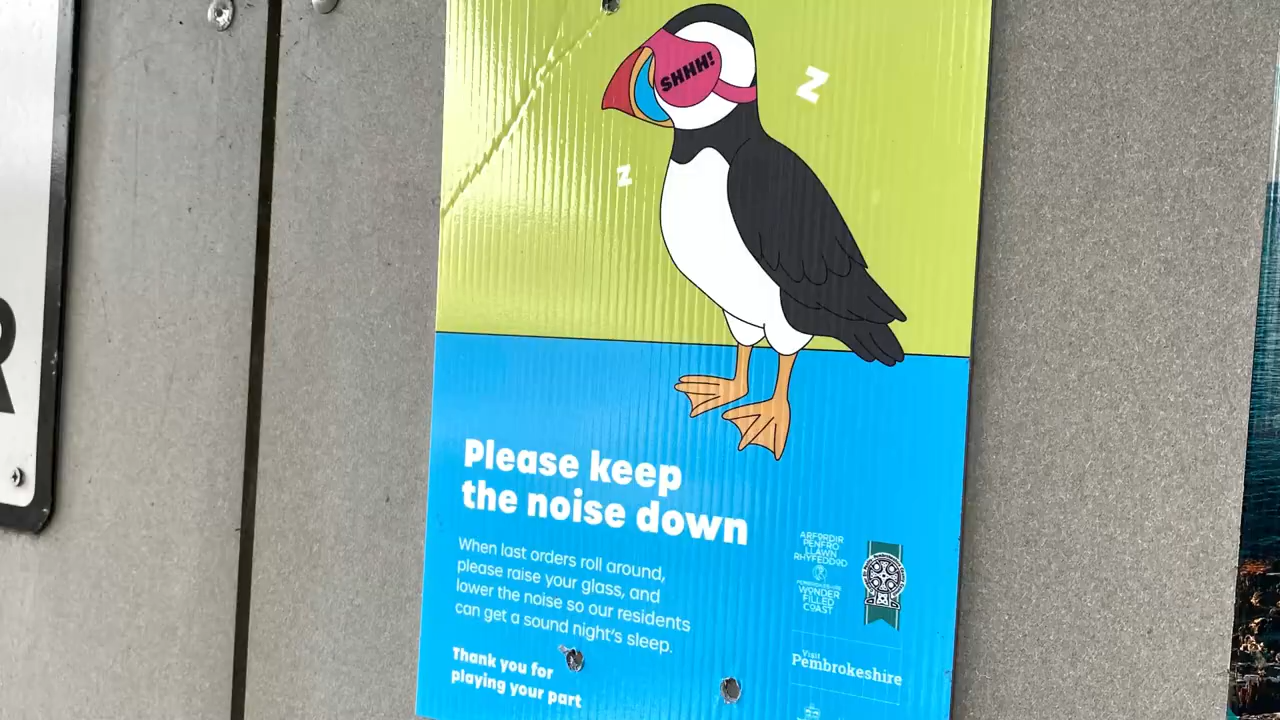 SHHH!
Z
Z
R
Please keep
the noise down
When last orders roll around,
please raise your glass, and
lower the noise so our residents
can get a sound night's sleep.
Thank you for
playing your part
ARFORDIR
PENFRO
LLAWN
RHYFEDDOD
PEMBROKESHIRE
WONDER
FILLED
COAST
Visit
Pembrokeshire